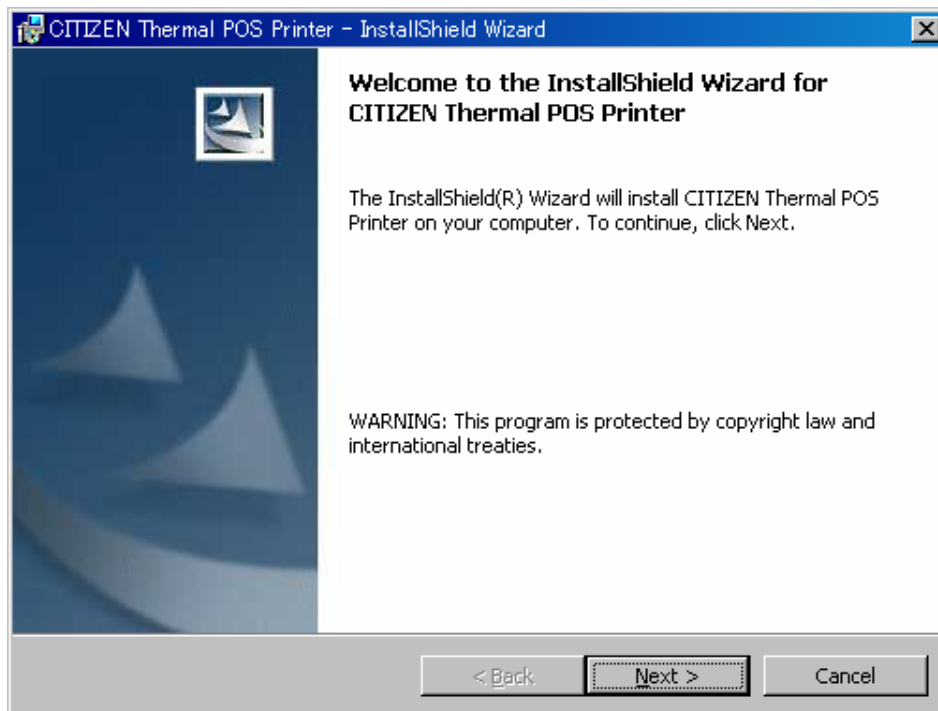 CITIZEN Thermal POS Printer - InstallShield Wizard
Welcome to the InstallShield Wizard for
CITIZEN Thermal POS Printer
The InstallShield(R) Wizard will install CITIZEN Thermal POS
Printer on your computer. To continue, click Next.
WARNING: This program is protected by copyright law and
international treaties.
< Back
Next >
Cancel